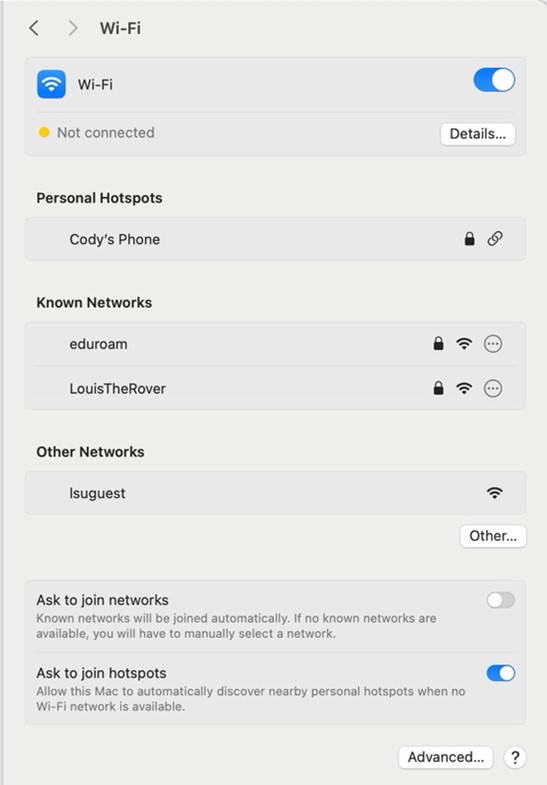 Wi-Fi
Wi-Fi
Not connected
Details...
Personal Hotspots
Cody's Phone
Known Networks
eduroam
LouisTheRover
Other Networks
lsuguest
Other...
Ask to join networks
Known networks will be joined automatically. If no known networks are
available, you will have to manually select a network.
Ask to join hotspots
Allow this Mac to automatically discover nearby personal hotspots when no
Wi-Fi network is available.
Advanced... ?